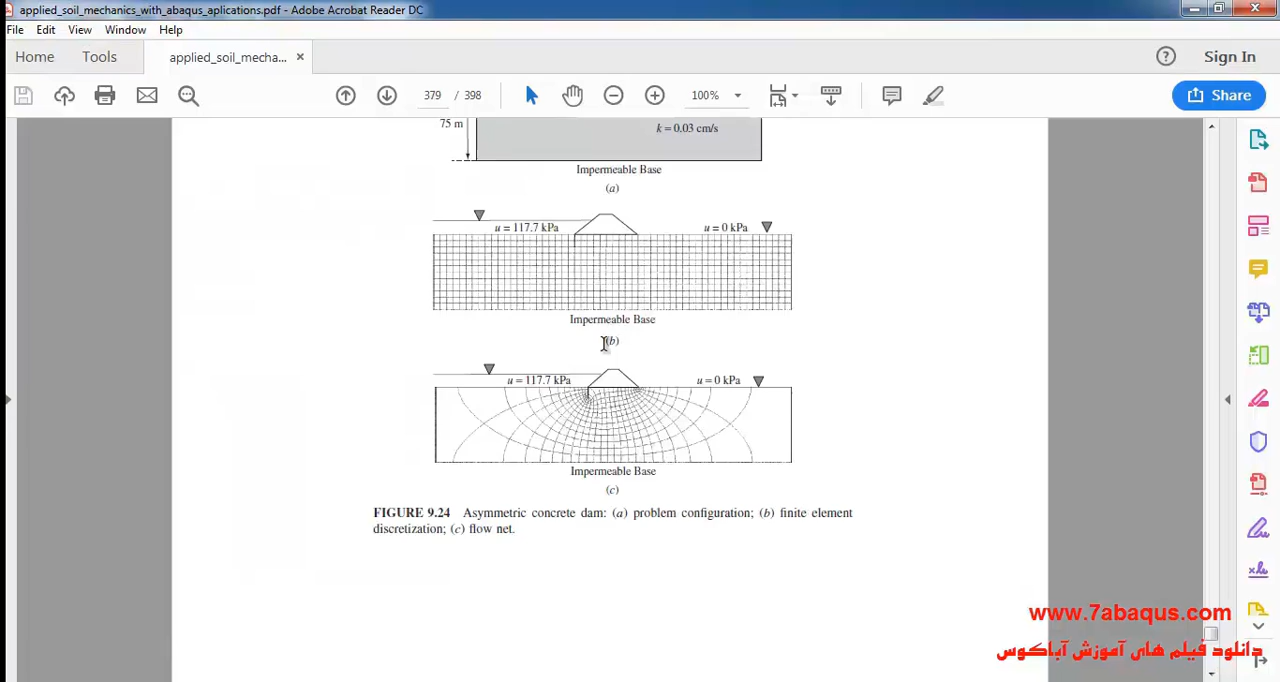 applied_soil_mechanics_with_abaqus_aplications.pdf - Adobe Acrobat Reader DC
File Edit View Window Help
Home Tools applied_soil_mecha... × ? Sign In
379 / 398 100% Share
75 m
k = 0.03 cm/s
Impermeable Base
(a)
u = 117.7 kPa u = 0 kPa
Impermeable Base
(b)
u = 117.7 kPa u = 0 kPa
Impermeable Base
(c)
FIGURE 9.24 Asymmetric concrete dam: (a) problem configuration; (b) finite element
discretization; (c) flow net.
www.7abaqus.com
دانلود فیلم های آموزش آباکوس